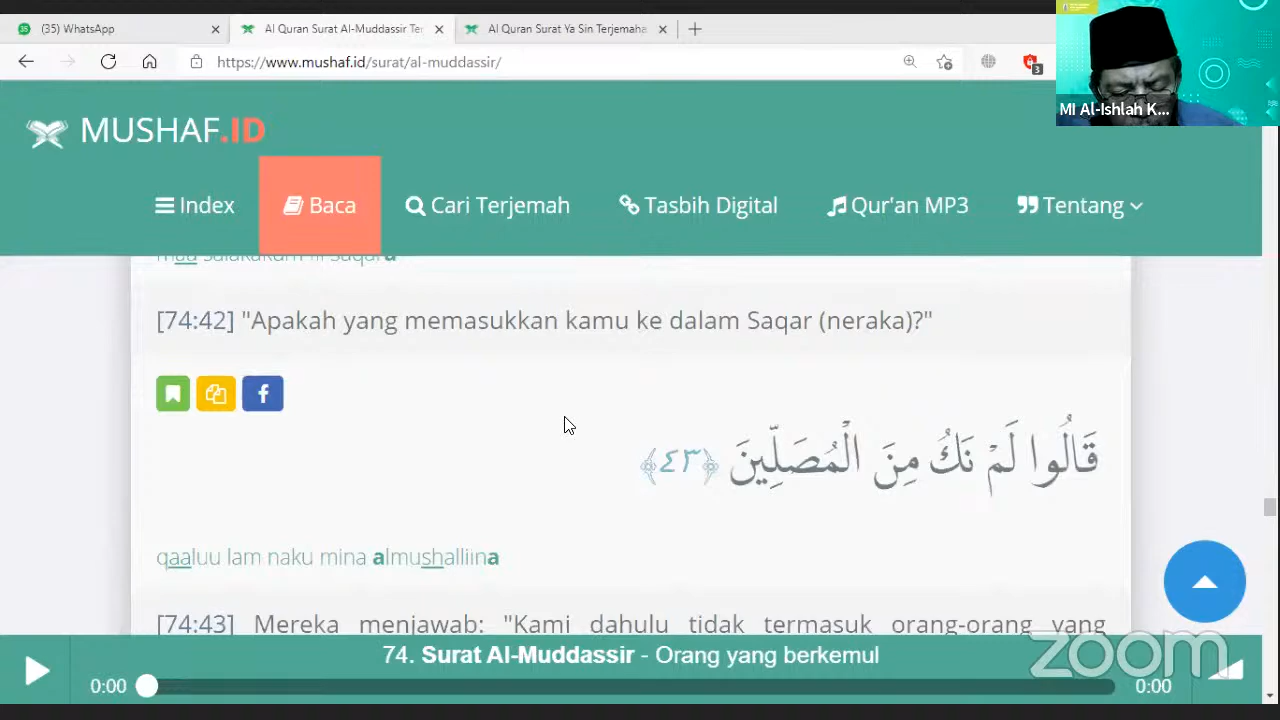 (35) WhatsApp
Al Quran Surat Al-Muddassir Ter
Al Quran Surat Ya Sin Terjemaha
https://www.mushaf.id/surat/al-muddassir/
3
MI Al-Ishlah K...
MUSHAF.ID
Index
Baca
Cari Terjemah
Tasbih Digital
Qur'an MP3
Tentang
[74:42] "Apakah yang memasukkan kamu ke dalam Saqar (neraka)?"
قَالُوا لَمْ نَكُ مِنَ الْمُصَلِّينَ ﴿٤٣﴾
qaaluu lam naku mina almushalliina
[74:43] Mereka menjawab: "Kami dahulu tidak termasuk orang-orang yang
74. Surat Al-Muddassir - Orang yang berkemul
zoom
0:00
0:00